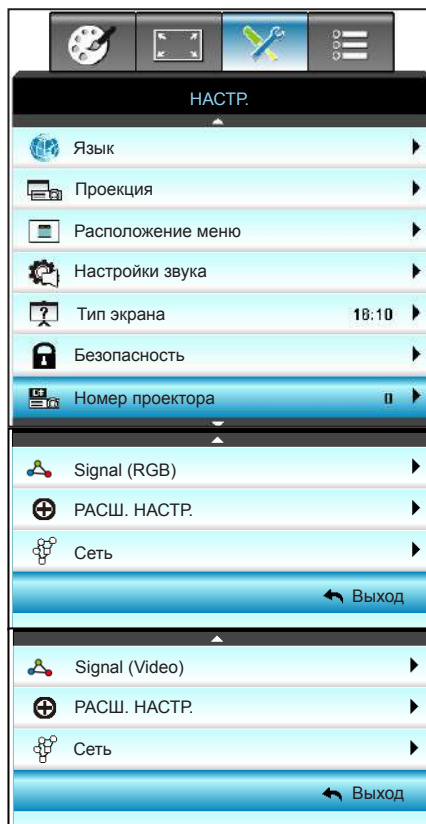 НАСТР.
Язык
Проекция
Расположение меню
Настройки звука
Тип экрана 16:10
Безопасность
Номер проектора 0
Signal (RGB)
РАСШ. НАСТР.
Сеть
Выход
Signal (Video)
РАСШ. НАСТР.
Сеть
Выход